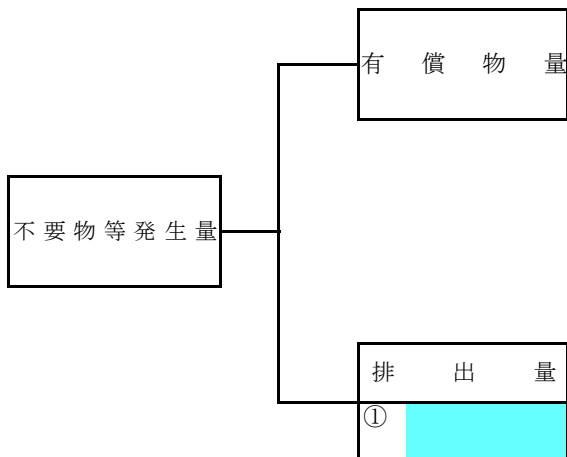 有償物量
不要物等発生量
排出量
①